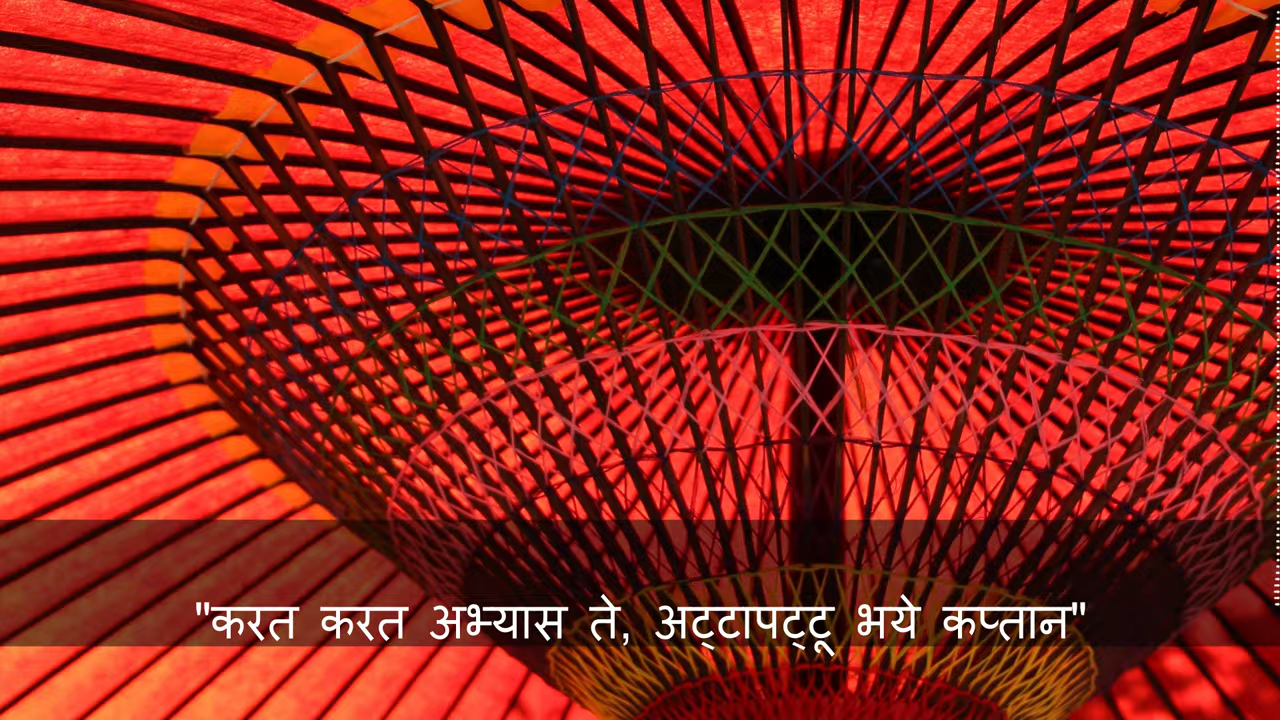 "करत करत अभ्यास ते, अट्टापट्टू भये कप्तान"